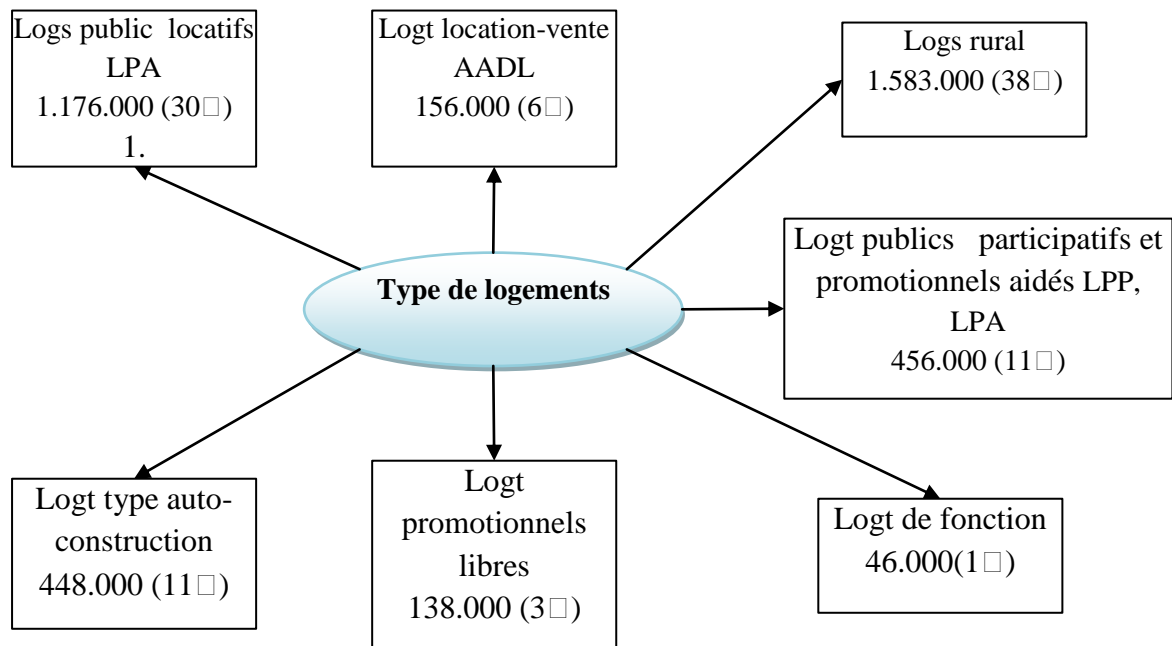 Logs public locatifs
LPA
1.176.000 (30□)
1.
Logt location-vente
AADL
156.000 (6□)
Logs rural
1.583.000 (38□)
Type de logements
Logt publics participatifs et
promotionnels aidés LPP,
LPA
456.000 (11□)
Logt type auto-
construction
448.000 (11□)
Logt
promotionnels
libres
138.000 (3□)
Logt de fonction
46.000(1□)